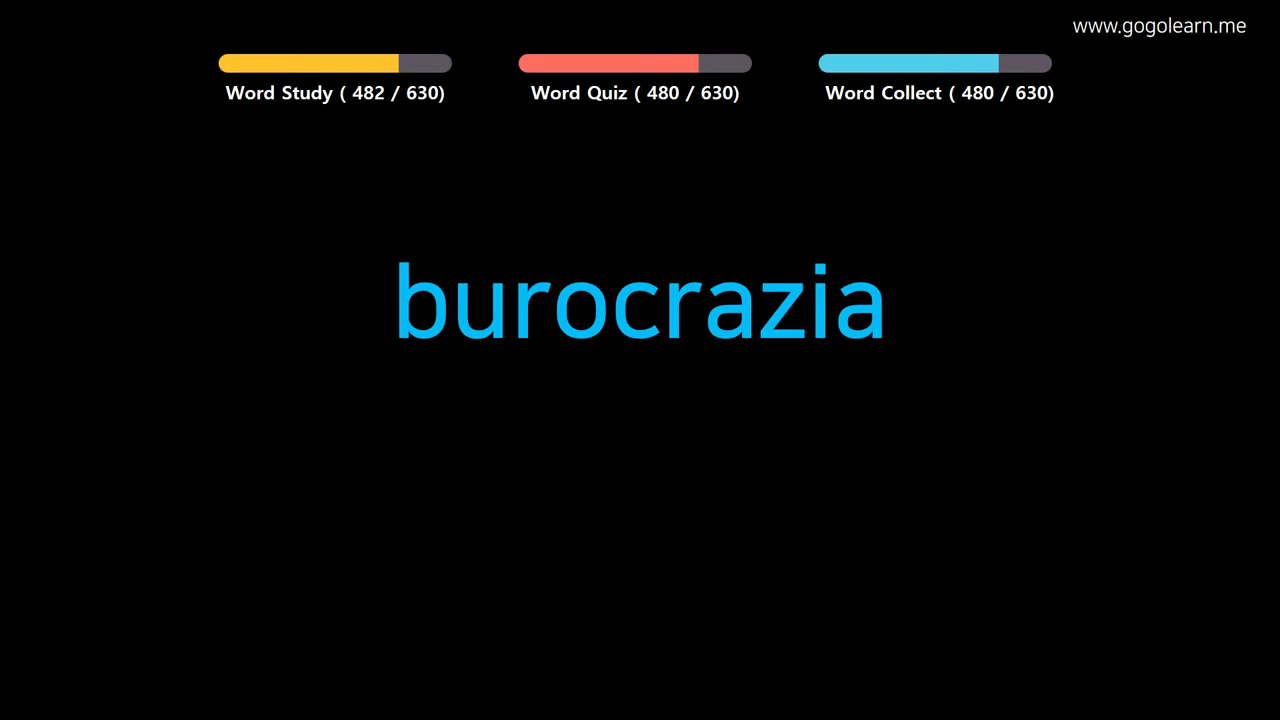 www.gogolearn.me
Word Study ( 482 / 630)
Word Quiz ( 480 / 630)
Word Collect ( 480 / 630)
burocrazia